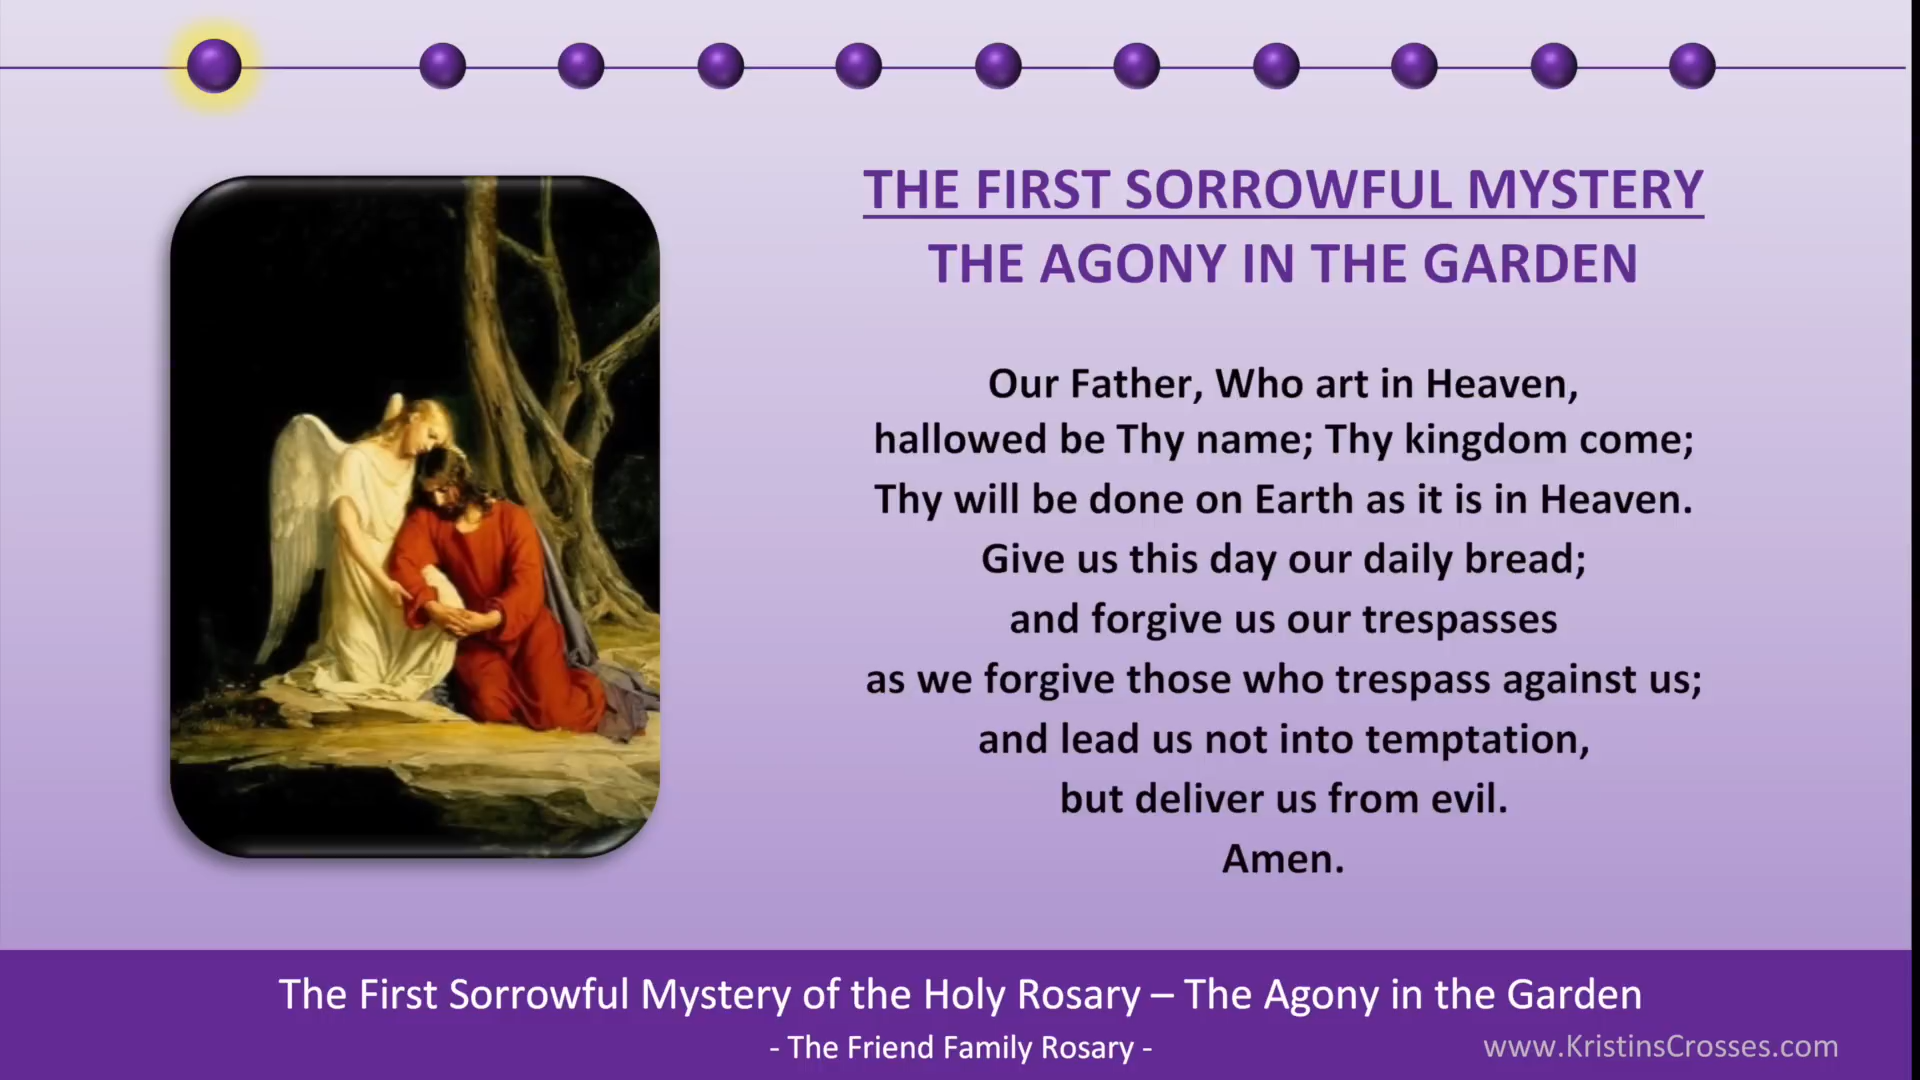 THE FIRST SORROWFUL MYSTERY
THE AGONY IN THE GARDEN
Our Father, Who art in Heaven,
hallowed be Thy name; Thy kingdom come;
Thy will be done on Earth as it is in Heaven.
Give us this day our daily bread;
and forgive us our trespasses
as we forgive those who trespass against us;
and lead us not into temptation,
but deliver us from evil.
Amen.
The First Sorrowful Mystery of the Holy Rosary – The Agony in the Garden
- The Friend Family Rosary -
www.KristinsCrosses.com